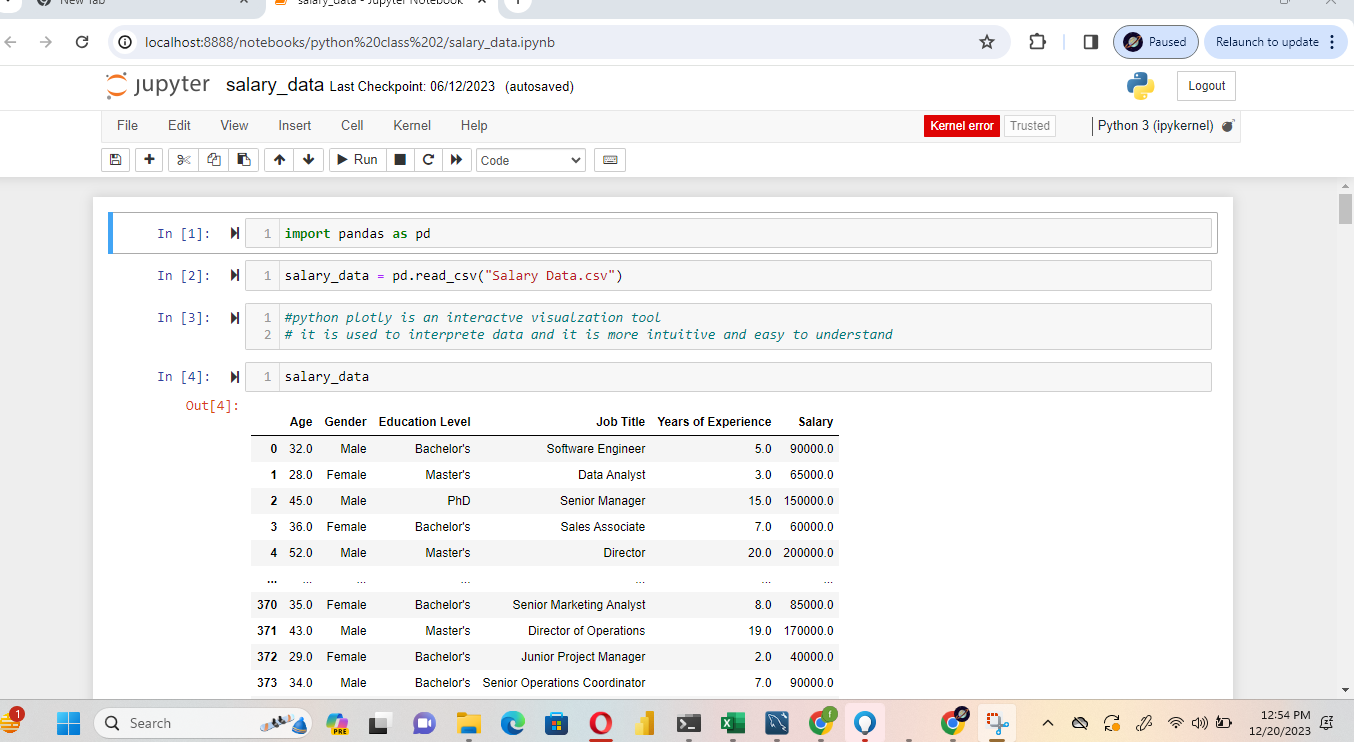 New Tab
salary_data - Jupyter Notebook
localhost:8888/notebooks/python%20class%202/salary_data.ipynb
Paused
Relaunch to update
jupyter salary_data Last Checkpoint: 06/12/2023 (autosaved)
Logout
File Edit View Insert Cell Kernel Help
Kernel error Trusted Python 3 (ipykernel)
Run Code
In [1]: 1 import pandas as pd
In [2]: 1 salary_data = pd.read_csv("Salary Data.csv")
In [3]: 1 #python plotly is an interactve visualzation tool
2 # it is used to interprete data and it is more intuitive and easy to understand
In [4]: 1 salary_data
Out[4]:
Age Gender Education Level Job Title Years of Experience Salary
0 32.0 Male Bachelor's Software Engineer 5.0 90000.0
1 28.0 Female Master's Data Analyst 3.0 65000.0
2 45.0 Male PhD Senior Manager 15.0 150000.0
3 36.0 Female Bachelor's Sales Associate 7.0 60000.0
4 52.0 Male Master's Director 20.0 200000.0
... ... ... ... ... ... ...
370 35.0 Female Bachelor's Senior Marketing Analyst 8.0 85000.0
371 43.0 Male Master's Director of Operations 19.0 170000.0
372 29.0 Female Bachelor's Junior Project Manager 2.0 40000.0
373 34.0 Male Bachelor's Senior Operations Coordinator 7.0 90000.0
1
Search
PRE
f
12:54 PM
12/20/2023